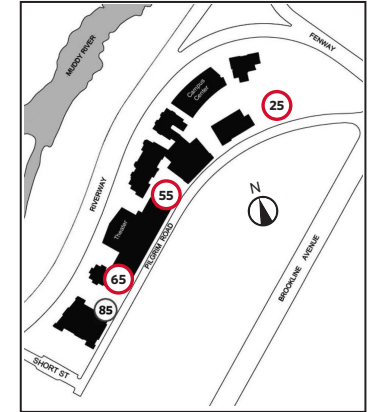 MUDDY RIVER
FENWAY
Campus
Center
25
RIVERWAY
55
N
Theater
PILGRIM ROAD
BROOKLINE AVENUE
65
85
SHORT ST